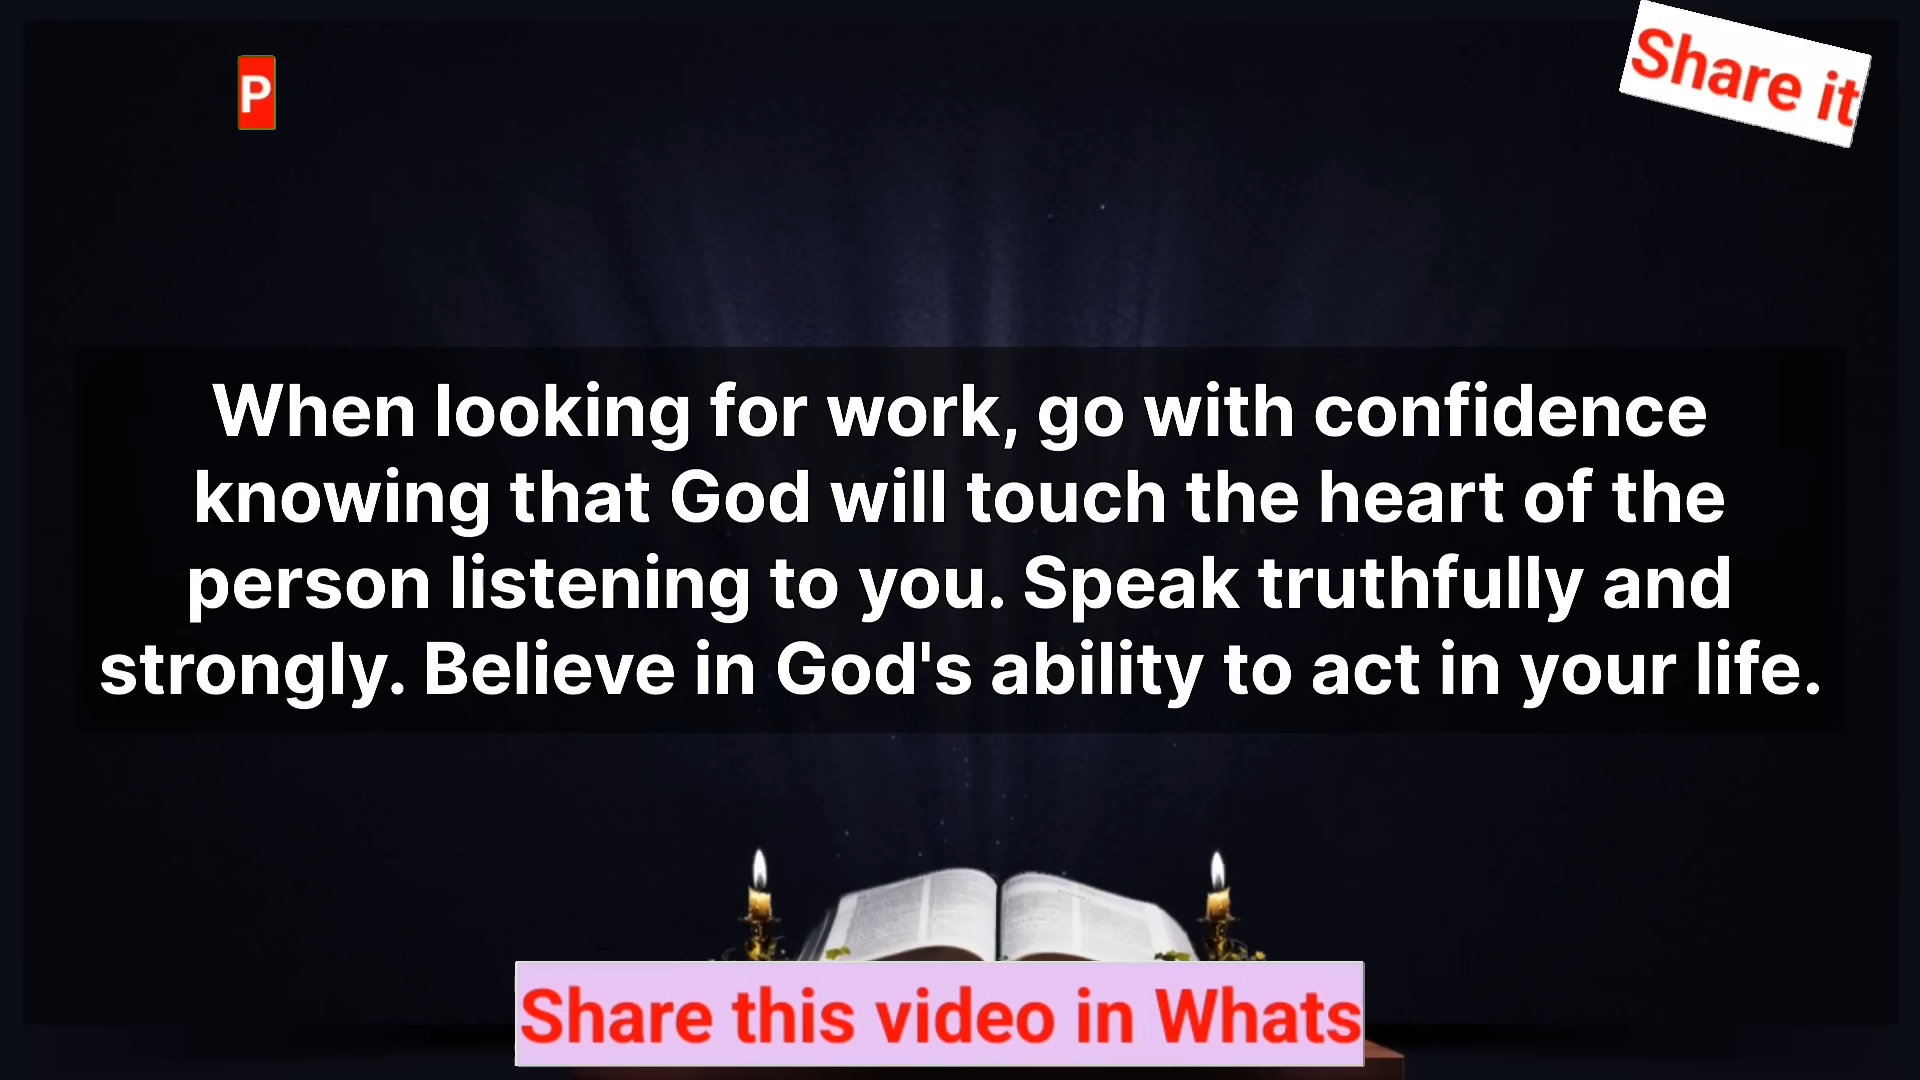 P
Share it
When looking for work, go with confidence
knowing that God will touch the heart of the
person listening to you. Speak truthfully and
strongly. Believe in God's ability to act in your life.
Share this video in Whats